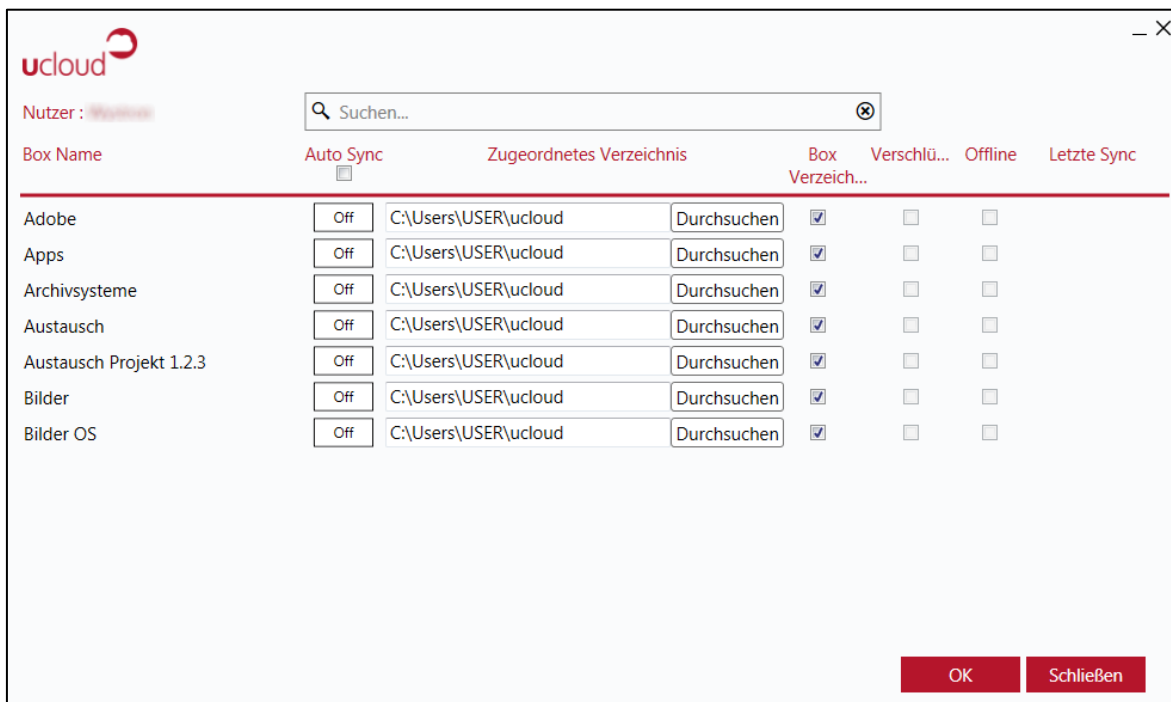 ucloud
Nutzer :
Suchen...
Box Name Auto Sync Zugeordnetes Verzeichnis Box Verzeich... Verschlü... Offline Letzte Sync
Adobe Off C:\Users\USER\ucloud Durchsuchen
Apps Off C:\Users\USER\ucloud Durchsuchen
Archivsysteme Off C:\Users\USER\ucloud Durchsuchen
Austausch Off C:\Users\USER\ucloud Durchsuchen
Austausch Projekt 1.2.3 Off C:\Users\USER\ucloud Durchsuchen
Bilder Off C:\Users\USER\ucloud Durchsuchen
Bilder OS Off C:\Users\USER\ucloud Durchsuchen
OK Schließen